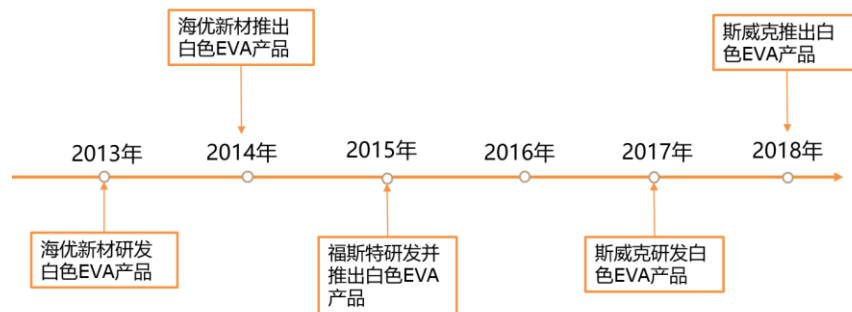 海优新材推出
白色EVA产品
斯威克推出白
色EVA产品
2013年
2014年
2015年
2016年
2017年
2018年
海优新材研发
白色EVA产品
福斯特研发并
推出白色EVA
产品
斯威克研发白
色EVA产品